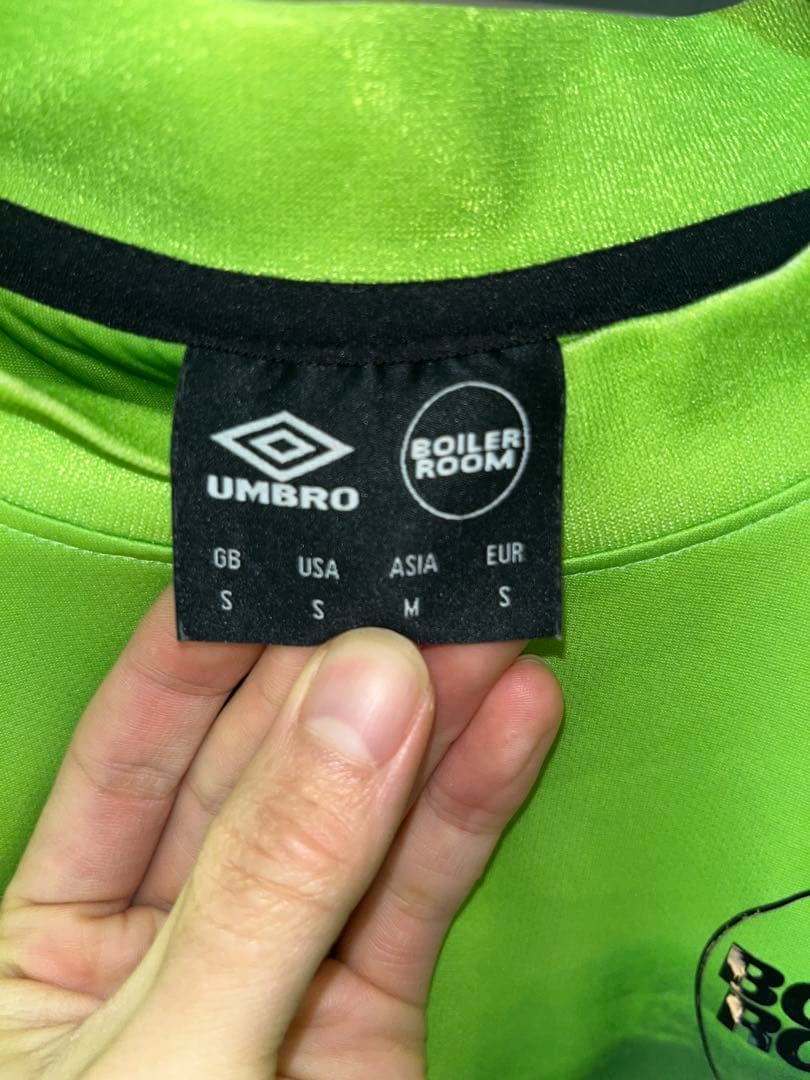 UMBRO
BOILER
ROOM
GB USA ASIA EUR
S S M S